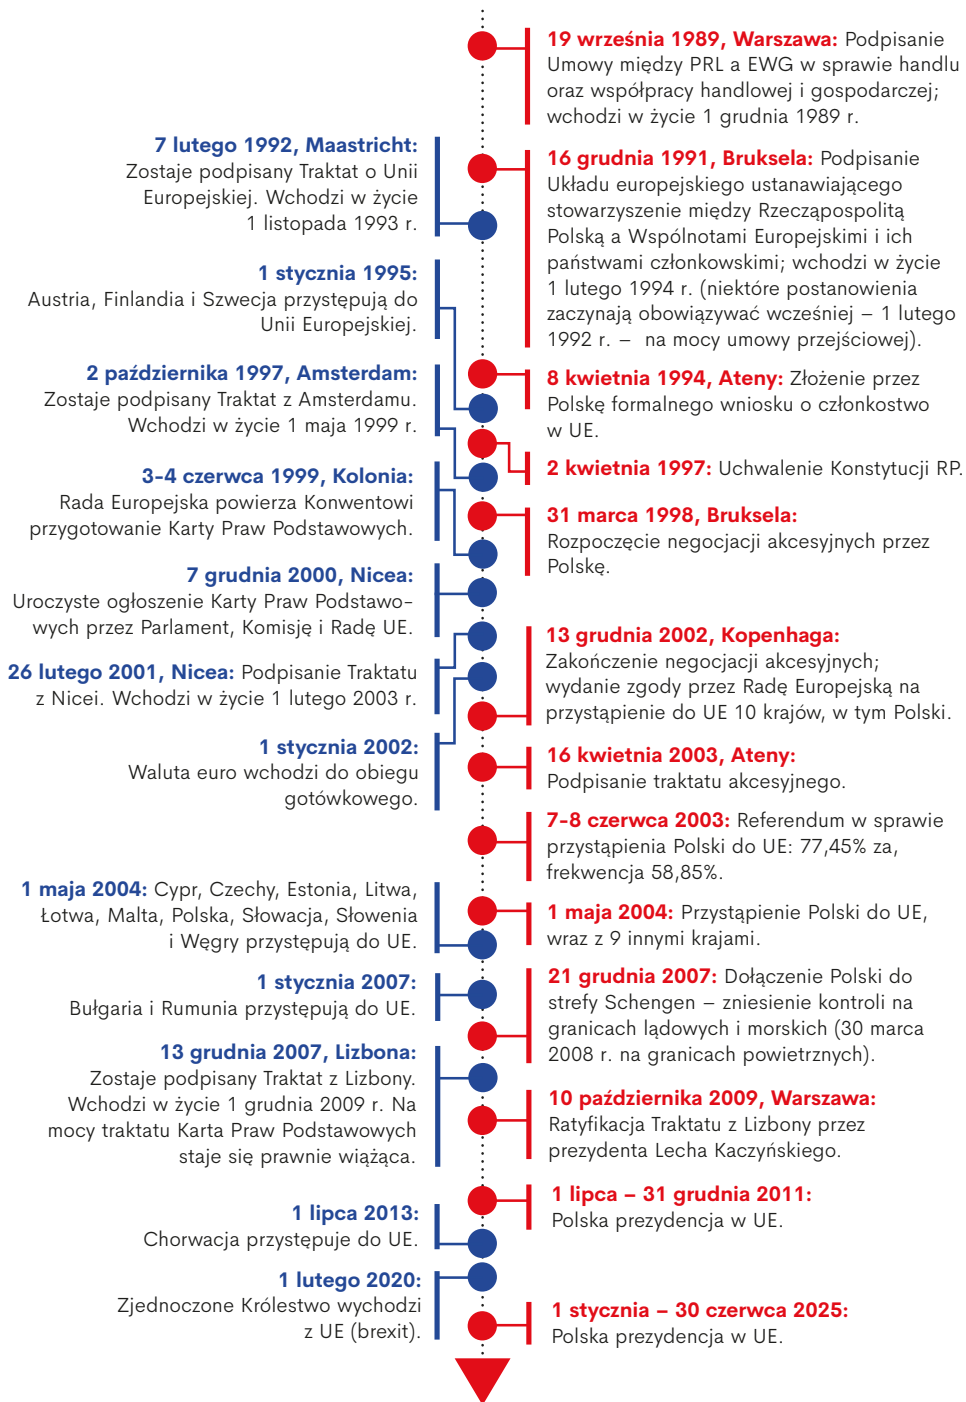 19 września 1989, Warszawa: Podpisanie
Umowy między PRL a EWG w sprawie handlu
oraz współpracy handlowej i gospodarczej;
wchodzi w życie 1 grudnia 1989 r.
7 lutego 1992, Maastricht:
Zostaje podpisany Traktat o Unii
Europejskiej. Wchodzi w życie
1 listopada 1993 r.
16 grudnia 1991, Bruksela: Podpisanie
Układu europejskiego ustanawiającego
stowarzyszenie między Rzecząpospolitą
Polską a Wspólnotami Europejskimi i ich
państwami członkowskimi; wchodzi w życie
1 lutego 1994 r. (niektóre postanowienia
zaczynają obowiązywać wcześniej – 1 lutego
1992 r. – na mocy umowy przejściowej).
1 stycznia 1995:
Austria, Finlandia i Szwecja przystępują do
Unii Europejskiej.
2 października 1997, Amsterdam:
Zostaje podpisany Traktat z Amsterdamu.
Wchodzi w życie 1 maja 1999 r.
8 kwietnia 1994, Ateny: Złożenie przez
Polskę formalnego wniosku o członkostwo
w UE.
2 kwietnia 1997: Uchwalenie Konstytucji RP.
3-4 czerwca 1999, Kolonia:
Rada Europejska powierza Konwentowi
przygotowanie Karty Praw Podstawowych.
31 marca 1998, Bruksela:
Rozpoczęcie negocjacji akcesyjnych przez
Polskę.
7 grudnia 2000, Nicea:
Uroczyste ogłoszenie Karty Praw Podstawo-
wych przez Parlament, Komisję i Radę UE.
26 lutego 2001, Nicea: Podpisanie Traktatu
z Nicei. Wchodzi w życie 1 lutego 2003 r.
13 grudnia 2002, Kopenhaga:
Zakończenie negocjacji akcesyjnych;
wydanie zgody przez Radę Europejską na
przystąpienie do UE 10 krajów, w tym Polski.
1 stycznia 2002:
Waluta euro wchodzi do obiegu
gotówkowego.
16 kwietnia 2003, Ateny:
Podpisanie traktatu akcesyjnego.
7-8 czerwca 2003: Referendum w sprawie
przystąpienia Polski do UE: 77,45% za,
frekwencja 58,85%.
1 maja 2004: Cypr, Czechy, Estonia, Litwa,
Łotwa, Malta, Polska, Słowacja, Słowenia
i Węgry przystępują do UE.
1 maja 2004: Przystąpienie Polski do UE,
wraz z 9 innymi krajami.
1 stycznia 2007:
Bułgaria i Rumunia przystępują do UE.
21 grudnia 2007: Dołączenie Polski do
strefy Schengen – zniesienie kontroli na
granicach lądowych i morskich (30 marca
2008 r. na granicach powietrznych).
13 grudnia 2007, Lizbona:
Zostaje podpisany Traktat z Lizbony.
Wchodzi w życie 1 grudnia 2009 r. Na
mocy traktatu Karta Praw Podstawowych
staje się prawnie wiążąca.
10 października 2009, Warszawa:
Ratyfikacja Traktatu z Lizbony przez
prezydenta Lecha Kaczyńskiego.
1 lipca – 31 grudnia 2011:
Polska prezydencja w UE.
1 lipca 2013:
Chorwacja przystępuje do UE.
1 lutego 2020:
Zjednoczone Królestwo wychodzi
z UE (brexit).
1 stycznia – 30 czerwca 2025:
Polska prezydencja w UE.